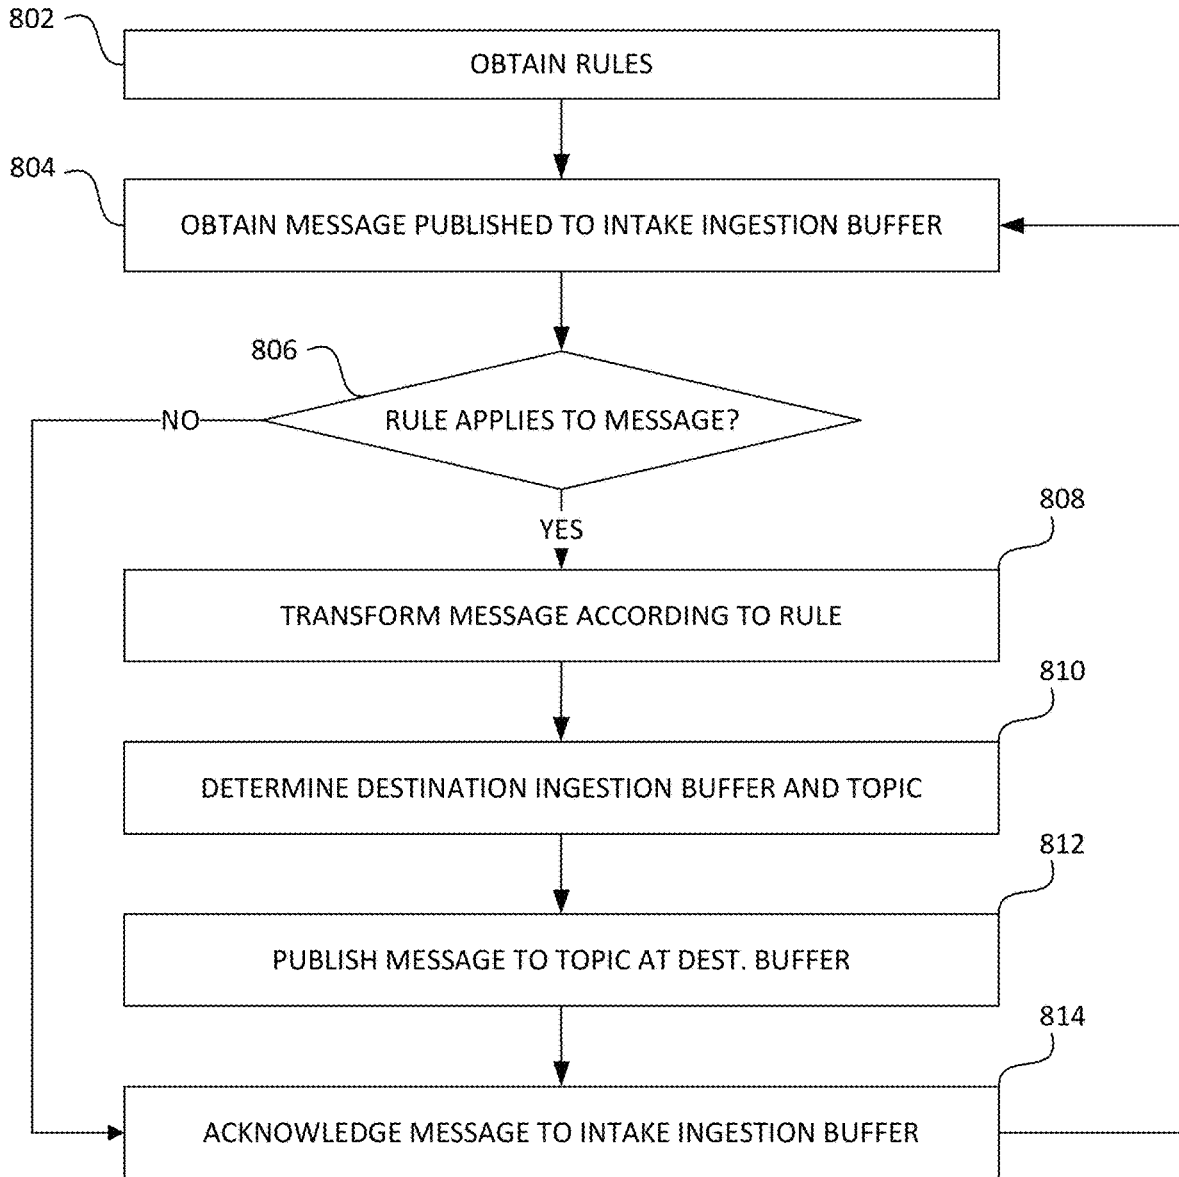 802
OBTAIN RULES
804
OBTAIN MESSAGE PUBLISHED TO INTAKE INGESTION BUFFER
806
RULE APPLIES TO MESSAGE?
NO
YES
808
TRANSFORM MESSAGE ACCORDING TO RULE
810
DETERMINE DESTINATION INGESTION BUFFER AND TOPIC
812
PUBLISH MESSAGE TO TOPIC AT DEST. BUFFER
814
ACKNOWLEDGE MESSAGE TO INTAKE INGESTION BUFFER